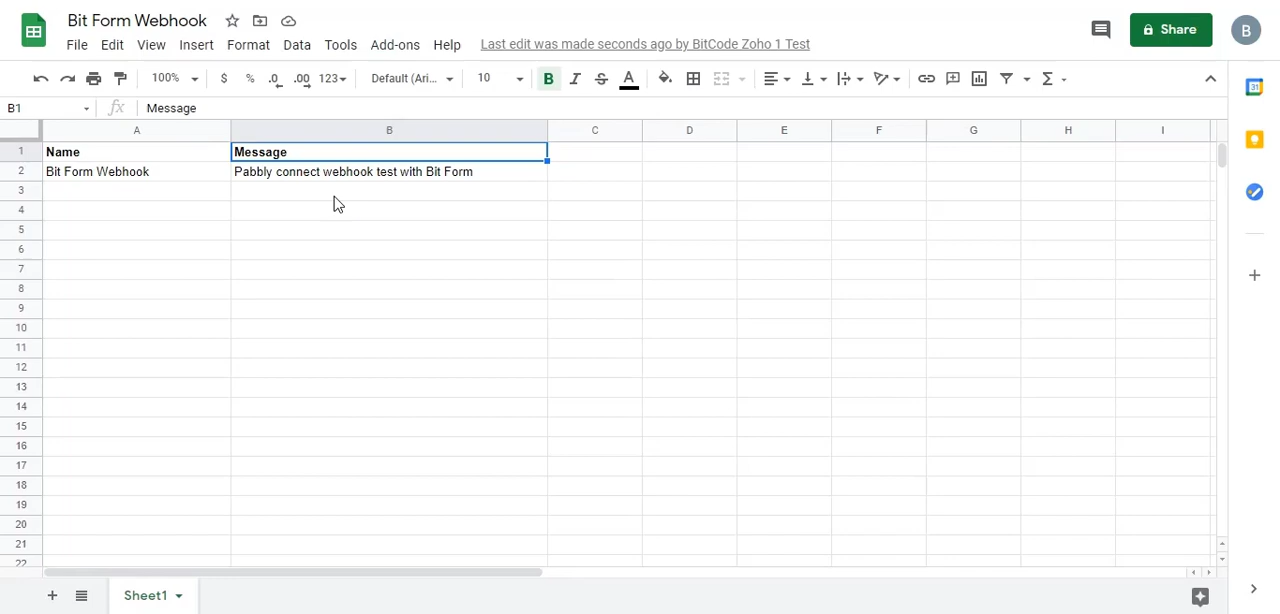 Bit Form Webhook
File Edit View Insert Format Data Tools Add-ons Help Last edit was made seconds ago by BitCode Zoho 1 Test
Share
B
100% $ % .0 .00 123 Default (Ari... 10 B I S A
B1 fx Message
A B C D E F G H I
1 Name Message
2 Bit Form Webhook Pabbly connect webhook test with Bit Form
3
4
5
6
7
8
9
10
11
12
13
14
15
16
17
18
19
20
21
22
Sheet1
31